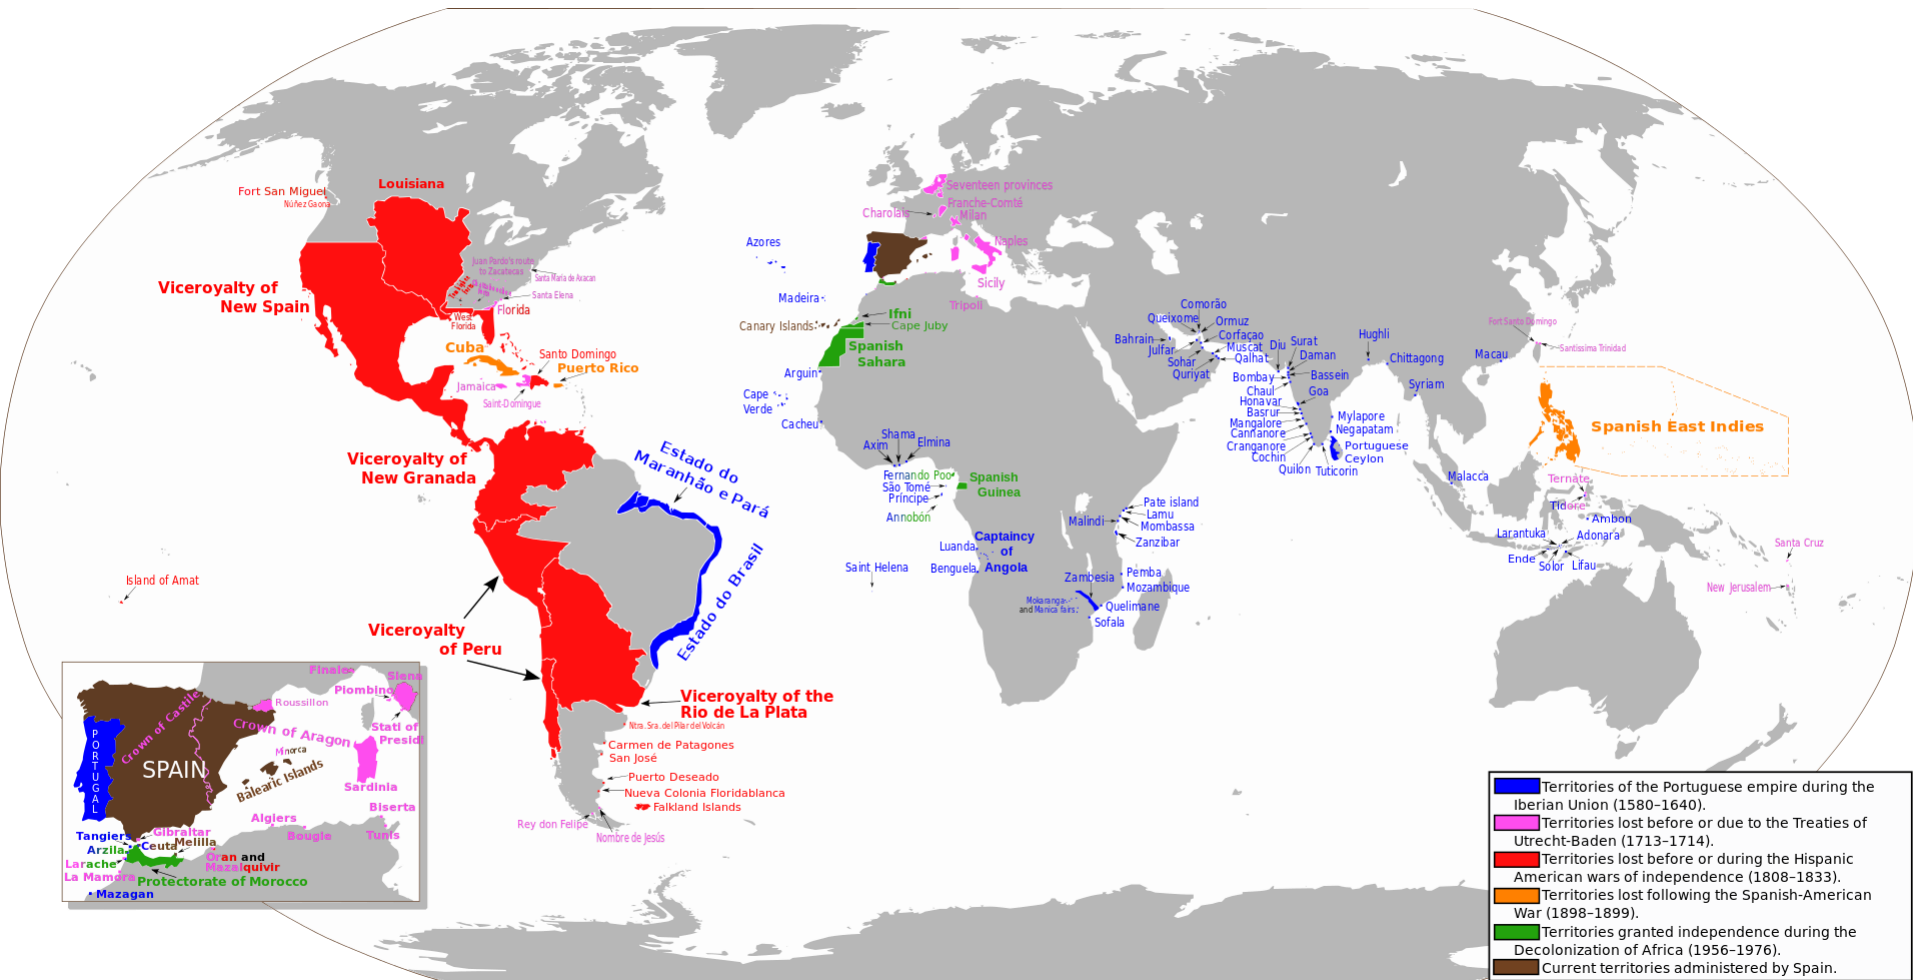 Fort San Miguel
Núñez Gaona
Louisiana
Viceroyalty of
New Spain
Juan Pardo's route
to Zacatecas
Santa Maria de Axacan
Santa Elena
Florida
West
Florida
Cuba
Santo Domingo
Puerto Rico
Jamaica
Saint-Domingue
Viceroyalty of
New Granada
Estado do
Maranhão e Pará
Estado do Brasil
Island of Amat
Viceroyalty
of Peru
Viceroyalty of the
Rio de La Plata
Ntra. Sra. del Pilar del Volcán
Carmen de Patagones
San José
Puerto Deseado
Nueva Colonia Floridablanca
Falkland Islands
Rey don Felipe
Nombre de Jesús
Azores
Madeira
Canary Islands
Arguin
Cape
Verde
Cacheu
Seventeen provinces
Charolais
Franche-Comté
Milan
Naples
Sicily
Tripoli
Ifni
Cape Juby
Spanish
Sahara
Shama
Axim
Elmina
Fernando Poo
São Tomé
Príncipe
Annobón
Spanish
Guinea
Captaincy
of
Angola
Luanda
Benguela
Saint Helena
Pate island
Lamu
Malindi
Mombassa
Zanzibar
Zambesia
Pemba
Mozambique
Mokaranga
and Manica fairs
Quelimane
Sofala
Comorão
Queixome
Ormuz
Bahrain
Corfaçao
Julfar
Muscat
Sohar
Qalhat
Quriyat
Diu
Surat
Daman
Bombay
Bassein
Chaul
Goa
Honavar
Basrur
Mangalore
Cannanore
Cranganore
Cochin
Quilon
Tuticorin
Mylapore
Negapatam
Portuguese
Ceylon
Hughli
Chittagong
Syriam
Macau
Fort Santo Domingo
Santissima Trinidad
Spanish East Indies
Malacca
Ternate
Tidore
Ambon
Larantuka
Adonara
Ende
Solor
Lifau
Santa Cruz
New Jerusalem
Finale
Siena
Piombino
Roussillon
Stati of
Presidi
Crown of Castile
Crown of Aragon
PORTUGAL
SPAIN
Minorca
Balearic Islands
Sardinia
Biserta
Algiers
Bougie
Tunis
Tangiers
Gibraltar
Ceuta
Melilla
Arzila
Larache
Oran and
Mazalquivir
La Mamora
Protectorate of Morocco
Mazagan
Territories of the Portuguese empire during the
Iberian Union (1580–1640).
Territories lost before or due to the Treaties of
Utrecht-Baden (1713–1714).
Territories lost before or during the Hispanic
American wars of independence (1808–1833).
Territories lost following the Spanish-American
War (1898–1899).
Territories granted independence during the
Decolonization of Africa (1956–1976).
Current territories administered by Spain.